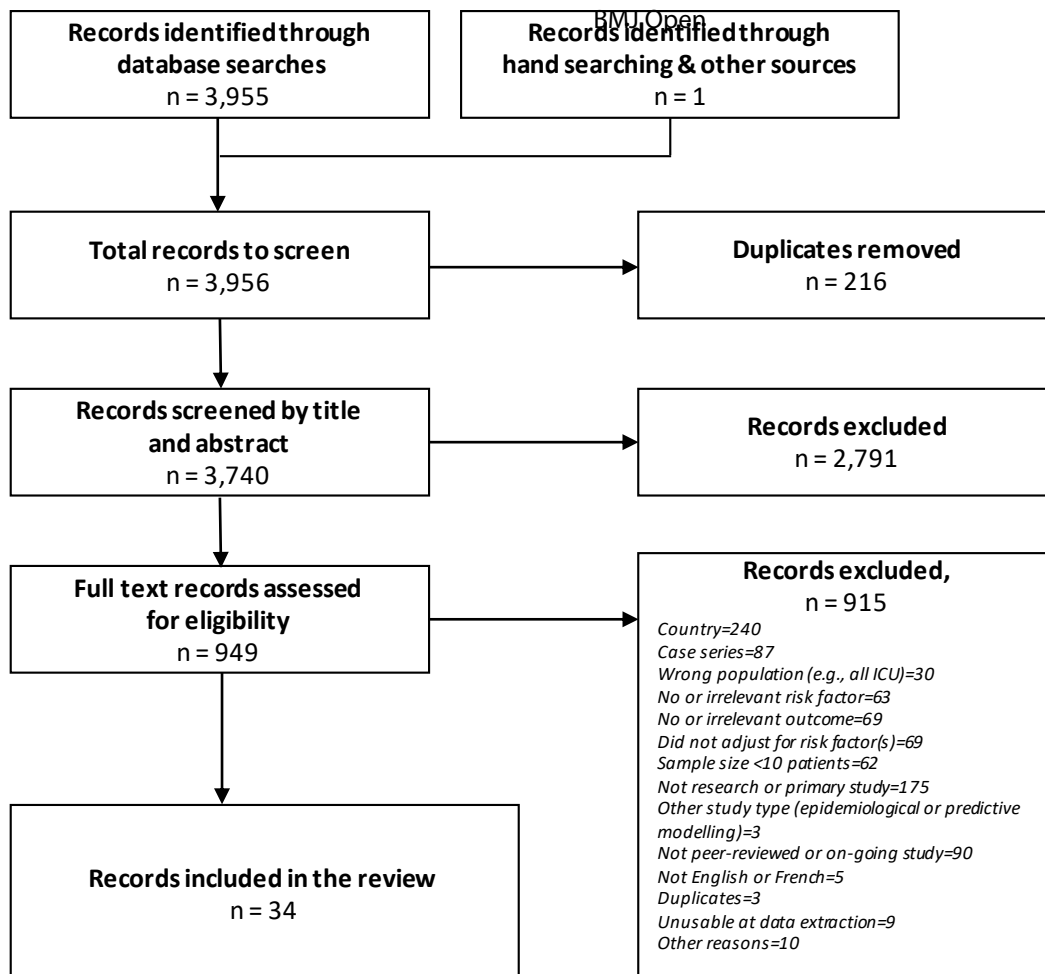 BMJ Open
Records identified through
database searches
n = 3,955
Records identified through
hand searching & other sources
n = 1
Total records to screen
n = 3,956
Duplicates removed
n = 216
Records screened by title
and abstract
n = 3,740
Records excluded
n = 2,791
Full text records assessed
for eligibility
n = 949
Records excluded,
n = 915
Country=240
Case series=87
Wrong population (e.g., all ICU)=30
No or irrelevant risk factor=63
No or irrelevant outcome=69
Did not adjust for risk factor(s)=69
Sample size <10 patients=62
Not research or primary study=175
Other study type (epidemiological or predictive
modelling)=3
Not peer-reviewed or on-going study=90
Not English or French=5
Duplicates=3
Unusable at data extraction=9
Other reasons=10
Records included in the review
n = 34